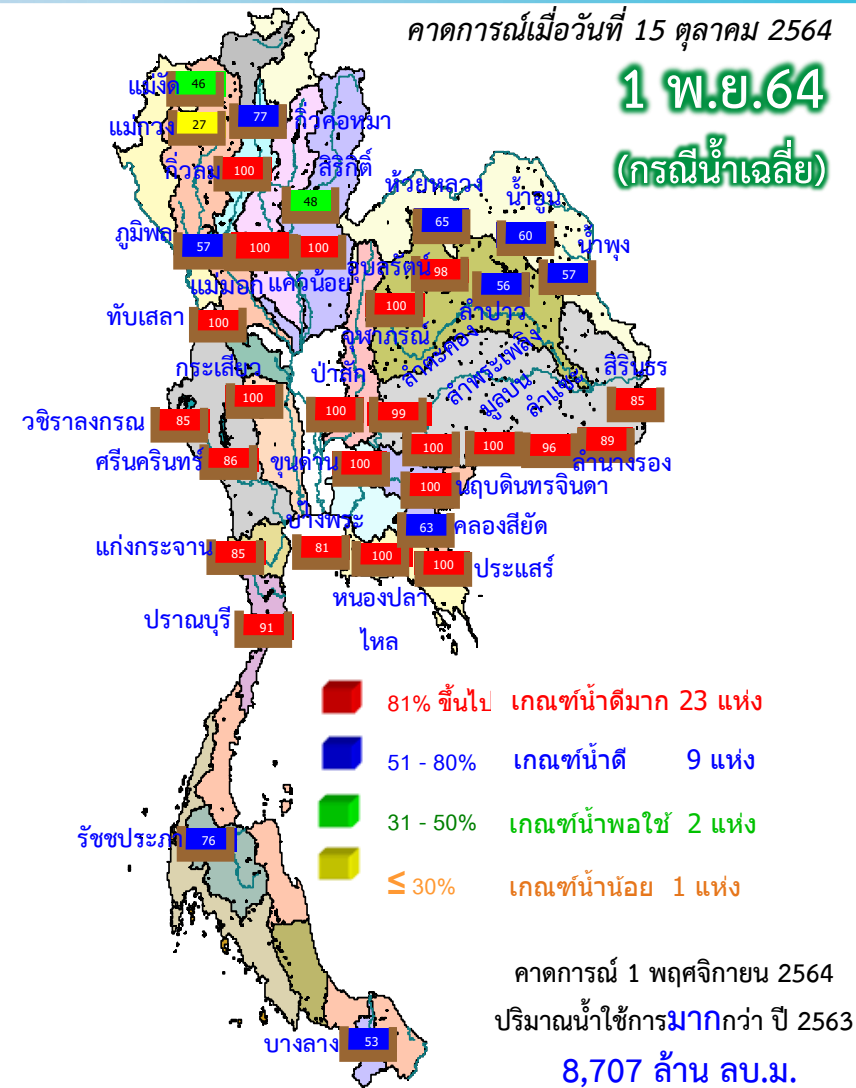 คาดการณ์เมื่อวันที่ 15 ตุลาคม 2564
1 พ.ย.64
(กรณีน้ำเฉลี่ย)
แม่งัด 46
แม่กวง 27
77 กิ่วคอหมา
กิ่วลม 100
สิริกิติ์ 48
ห้วยหลวง 65
น้ำอูน 60
น้ำพุง 57
ภูมิพล 57
100 แม่มอก
100 แควน้อย
อุบลรัตน์ 98
56 ลำปาว
100 จุฬาภรณ์
ทับเสลา 100
กระเสียว 100
ป่าสัก 100
ลำตะคอง 99
ลำพระเพลิง 100
มูลบน 100
ลำแชะ 96
สิรินธร 85
89 ลำนางรอง
วชิราลงกรณ 85
ศรีนครินทร์ 86
ขุนด่าน 100
100 นฤบดินทรจินดา
63 คลองสียัด
บางพระ 81
แก่งกระจาน 85
100 หนองปลา
ไหล
100 ประแสร์
ปราณบุรี 91
81% ขึ้นไป เกณฑ์น้ำดีมาก 23 แห่ง
51 - 80% เกณฑ์น้ำดี 9 แห่ง
31 - 50% เกณฑ์น้ำพอใช้ 2 แห่ง
≤ 30% เกณฑ์น้ำน้อย 1 แห่ง
รัชชประภา 76
บางลาง 53
คาดการณ์ 1 พฤศจิกายน 2564
ปริมาณน้ำใช้การมากกว่า ปี 2563
8,707 ล้าน ลบ.ม.